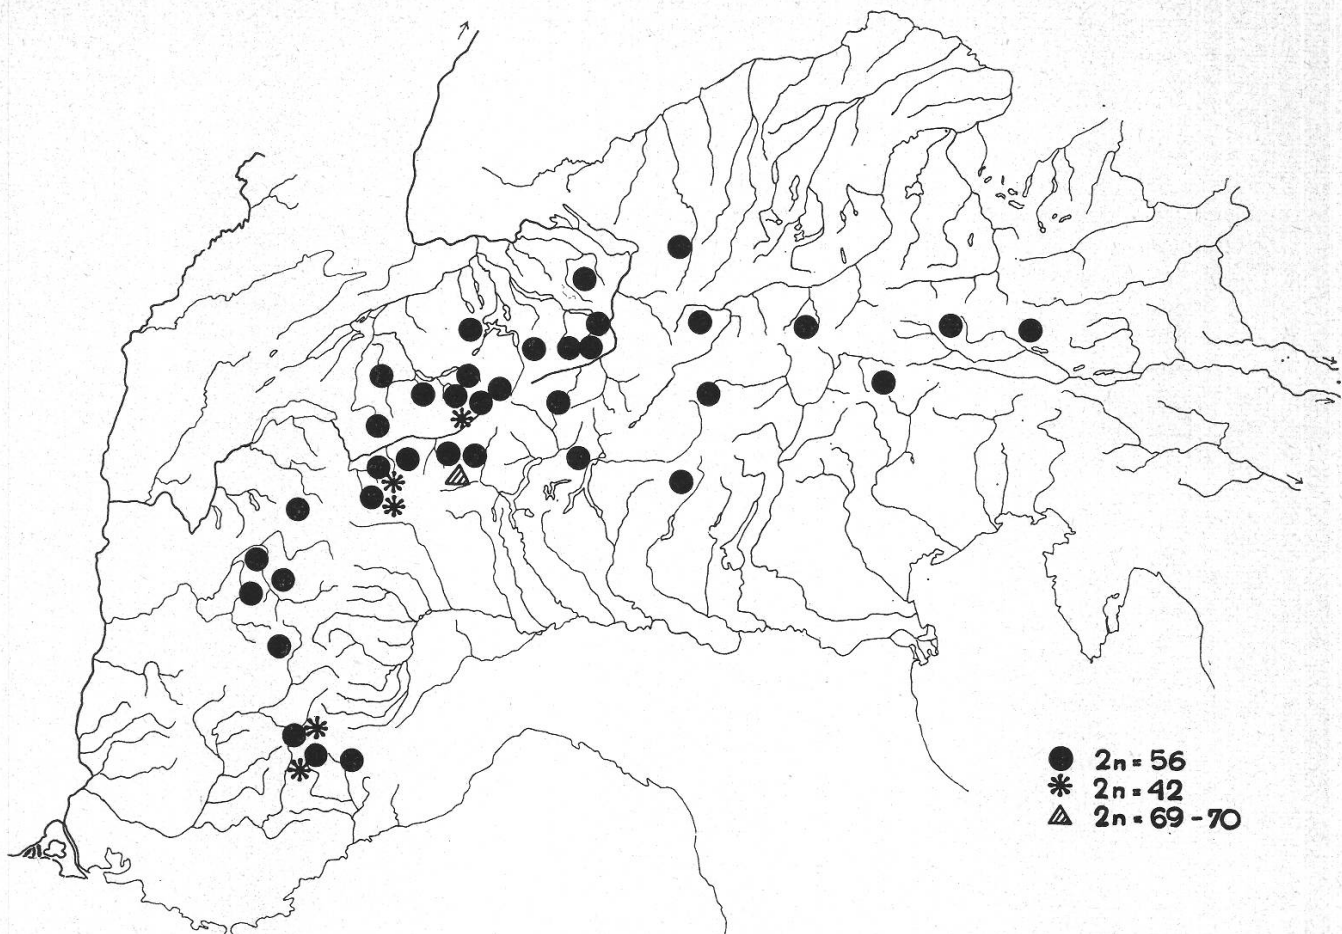 2n = 56
2n = 42
2n = 69 - 70